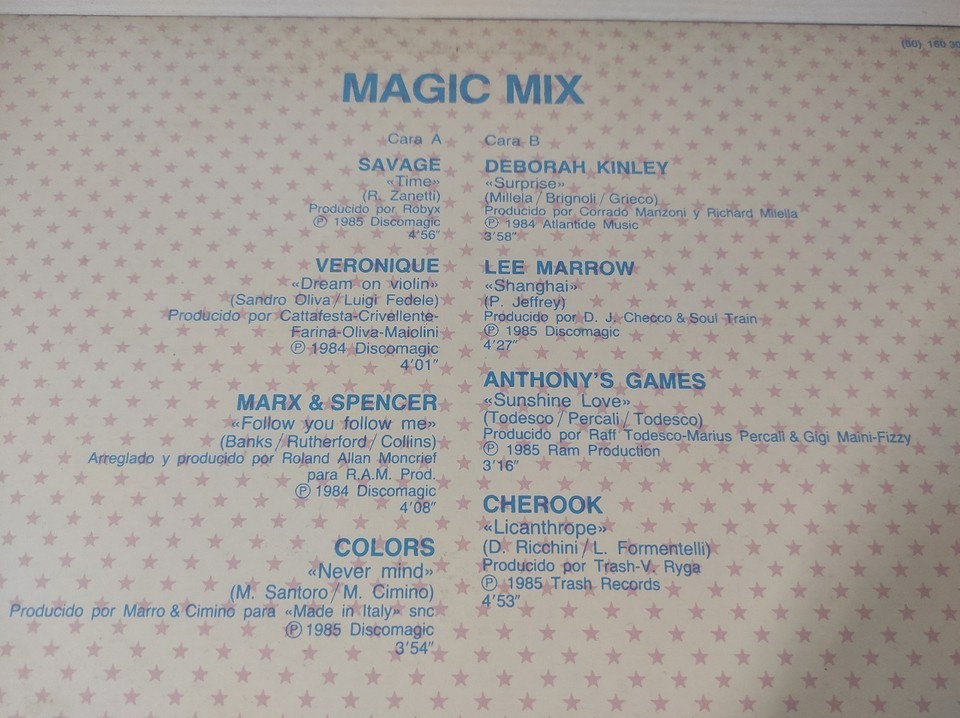 (60) 160 30
MAGIC MIX
Cara A
SAVAGE
«Time»
(R. Zanetti)
Producido por Robyx
Ⓟ 1985 Discomagic
4'56"
VERONIQUE
«Dream on violin»
(Sandro Oliva/Luigi Fedele)
Producido por Cattafesta-Crivellente-
Farina-Oliva-Maiolini
Ⓟ 1984 Discomagic
4'01"
MARX & SPENCER
«Follow you follow me»
(Banks/Rutherford/Collins)
Arreglado y producido por Roland Allan Moncrief
para R.A.M. Prod.
Ⓟ 1984 Discomagic
4'08"
COLORS
«Never mind»
(M. Santoro/M. Cimino)
Producido por Marro & Cimino para «Made in Italy» snc
Ⓟ 1985 Discomagic
3'54"
Cara B
DEBORAH KINLEY
«Surprise»
(Millela/Brignoli/Grieco)
Producido por Corrado Manzoni y Richard Milella
Ⓟ 1984 Atlantide Music
3'58"
LEE MARROW
«Shanghai»
(P. Jeffrey)
Producido por D. J. Checco & Soul Train
Ⓟ 1985 Discomagic
4'27"
ANTHONY'S GAMES
«Sunshine Love»
(Todesco/Percali/Todesco)
Producido por Raff Todesco-Marius Percali & Gigi Maini-Fizzy
Ⓟ 1985 Ram Production
3'16"
CHEROOK
«Licanthrope»
(D. Ricchini/L. Formentelli)
Producido por Trash-V. Ryga
Ⓟ 1985 Trash Records
4'53"